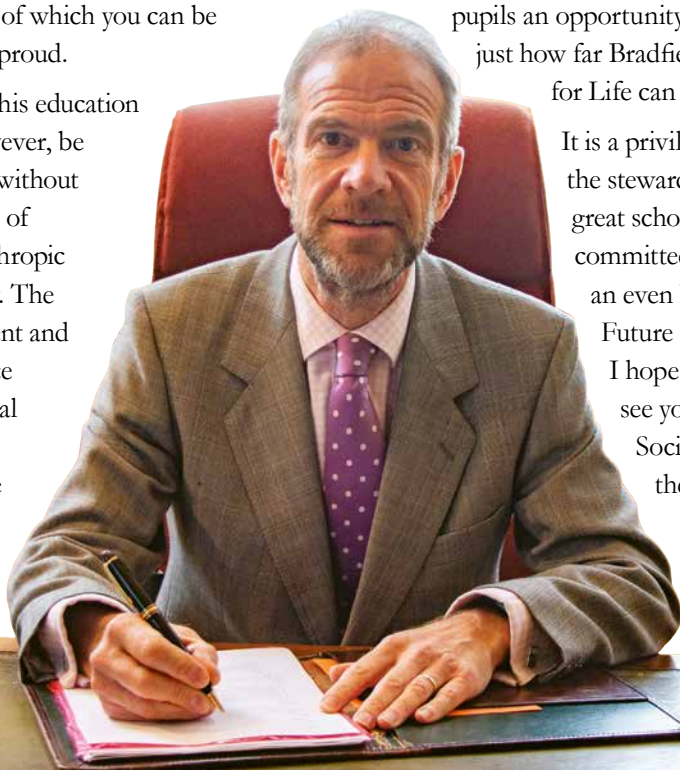 of which you can be
proud.
his education
ever, be
without
of
hropic
. The
nt and
e
al
e
pupils an opportunity
just how far Bradfie
for Life can
It is a privil
the steward
great scho
committed
an even
Future
I hope
see yo
Soci
the